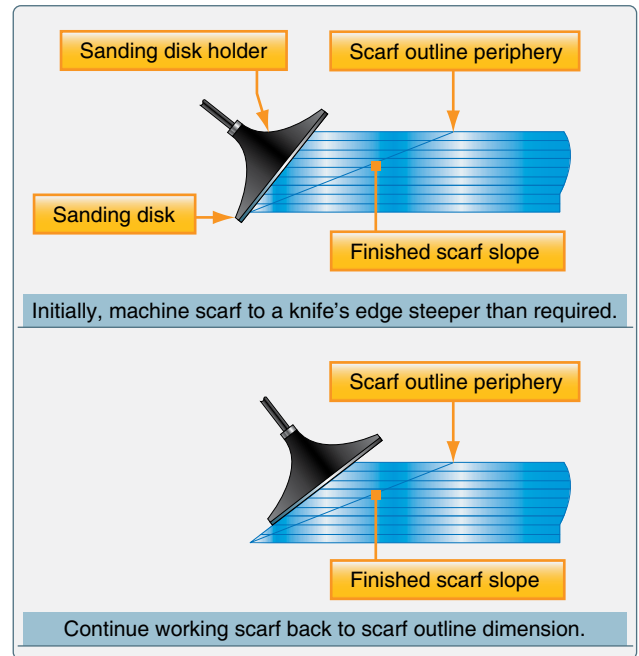 Sanding disk holder
Scarf outline periphery
Sanding disk
Finished scarf slope
Initially, machine scarf to a knife's edge steeper than required.
Scarf outline periphery
Finished scarf slope
Continue working scarf back to scarf outline dimension.